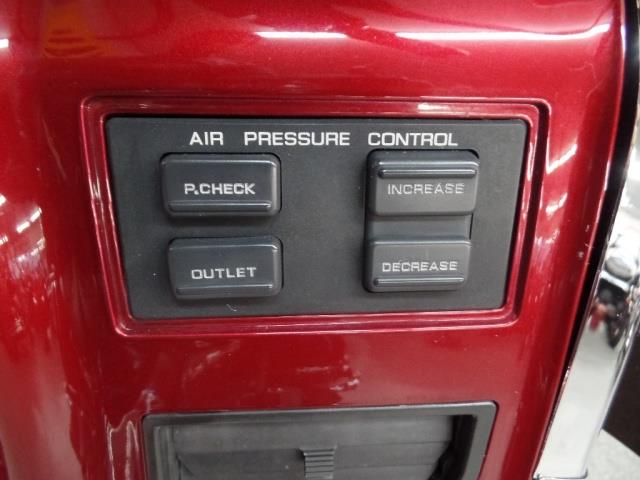 AIR PRESSURE CONTROL
P.CHECK
INCREASE
OUTLET
DECREASE